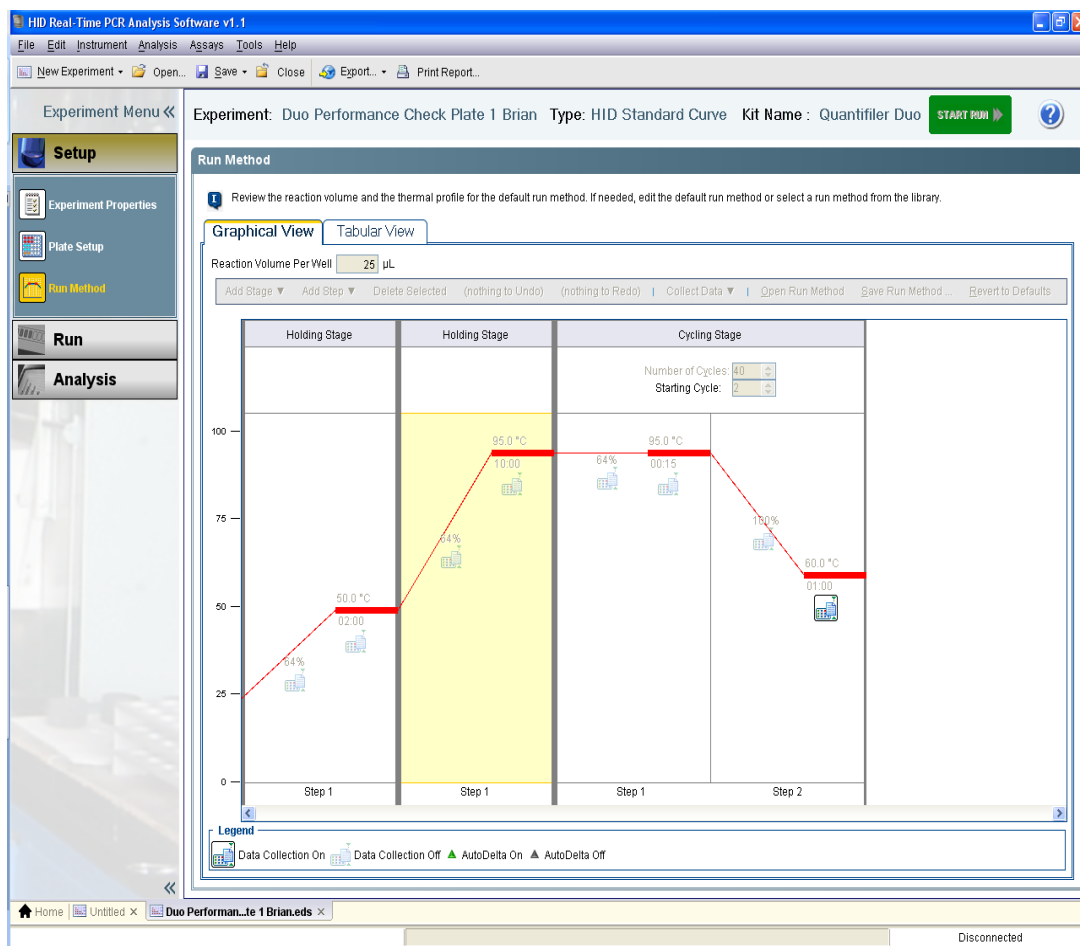 HID Real-Time PCR Analysis Software v1.1
File Edit Instrument Analysis Assays Tools Help
New Experiment Open... Save Close Export... Print Report...
Experiment Menu «
Experiment: Duo Performance Check Plate 1 Brian Type: HID Standard Curve Kit Name : Quantifiler Duo START RUN
Setup
Experiment Properties
Plate Setup
Run Method
Run
Analysis
Run Method
Review the reaction volume and the thermal profile for the default run method. If needed, edit the default run method or select a run method from the library.
Graphical View Tabular View
Reaction Volume Per Well 25 µL
Add Stage ▼ Add Step ▼ Delete Selected (nothing to Undo) (nothing to Redo) | Collect Data ▼ | Open Run Method Save Run Method ... Revert to Defaults
Holding Stage Holding Stage Cycling Stage
Number of Cycles: 40
Starting Cycle: 2
100
95.0 °C 95.0 °C
64%
10:00 00:15
75
64% 100%
60.0 °C
01:00
50.0 °C
50
02:00
64%
25
0
Step 1 Step 1 Step 1 Step 2
Legend
Data Collection On Data Collection Off AutoDelta On AutoDelta Off
«
Home Untitled × Duo Performan...te 1 Brian.eds ×
Disconnected